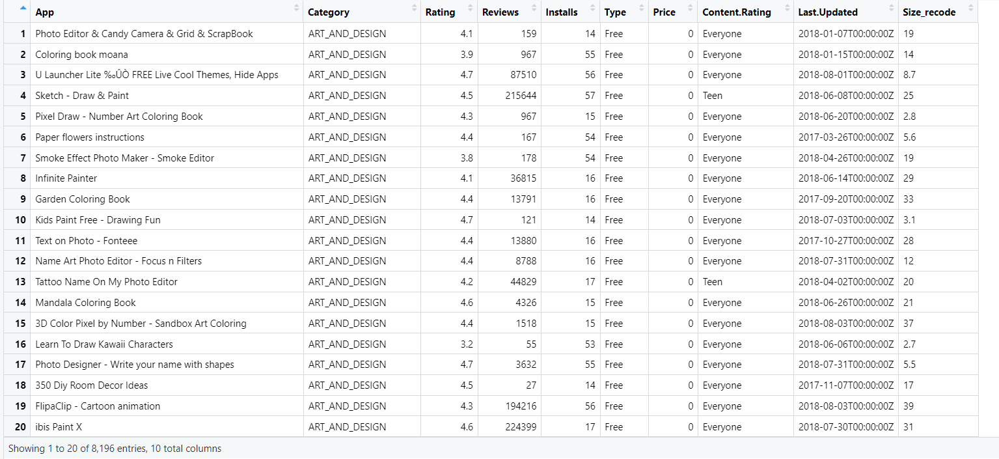 App Category Rating Reviews Installs Type Price Content.Rating Last.Updated Size_recode
1 Photo Editor & Candy Camera & Grid & ScrapBook ART_AND_DESIGN 4.1 159 14 Free 0 Everyone 2018-01-07T00:00:00Z 19
2 Coloring book moana ART_AND_DESIGN 3.9 967 55 Free 0 Everyone 2018-01-15T00:00:00Z 14
3 U Launcher Lite ‰ÛÒ FREE Live Cool Themes, Hide Apps ART_AND_DESIGN 4.7 87510 56 Free 0 Everyone 2018-08-01T00:00:00Z 8.7
4 Sketch - Draw & Paint ART_AND_DESIGN 4.5 215644 57 Free 0 Teen 2018-06-08T00:00:00Z 25
5 Pixel Draw - Number Art Coloring Book ART_AND_DESIGN 4.3 967 15 Free 0 Everyone 2018-06-20T00:00:00Z 2.8
6 Paper flowers instructions ART_AND_DESIGN 4.4 167 54 Free 0 Everyone 2017-03-26T00:00:00Z 5.6
7 Smoke Effect Photo Maker - Smoke Editor ART_AND_DESIGN 3.8 178 54 Free 0 Everyone 2018-04-26T00:00:00Z 19
8 Infinite Painter ART_AND_DESIGN 4.1 36815 16 Free 0 Everyone 2018-06-14T00:00:00Z 29
9 Garden Coloring Book ART_AND_DESIGN 4.4 13791 16 Free 0 Everyone 2017-09-20T00:00:00Z 33
10 Kids Paint Free - Drawing Fun ART_AND_DESIGN 4.7 121 14 Free 0 Everyone 2018-07-03T00:00:00Z 3.1
11 Text on Photo - Fonteee ART_AND_DESIGN 4.4 13880 16 Free 0 Everyone 2017-10-27T00:00:00Z 28
12 Name Art Photo Editor - Focus n Filters ART_AND_DESIGN 4.4 8788 16 Free 0 Everyone 2018-07-31T00:00:00Z 12
13 Tattoo Name On My Photo Editor ART_AND_DESIGN 4.2 44829 17 Free 0 Teen 2018-04-02T00:00:00Z 20
14 Mandala Coloring Book ART_AND_DESIGN 4.6 4326 15 Free 0 Everyone 2018-06-26T00:00:00Z 21
15 3D Color Pixel by Number - Sandbox Art Coloring ART_AND_DESIGN 4.4 1518 15 Free 0 Everyone 2018-08-03T00:00:00Z 37
16 Learn To Draw Kawaii Characters ART_AND_DESIGN 3.2 55 53 Free 0 Everyone 2018-06-06T00:00:00Z 2.7
17 Photo Designer - Write your name with shapes ART_AND_DESIGN 4.7 3632 55 Free 0 Everyone 2018-07-31T00:00:00Z 5.5
18 350 Diy Room Decor Ideas ART_AND_DESIGN 4.5 27 14 Free 0 Everyone 2017-11-07T00:00:00Z 17
19 FlipaClip - Cartoon animation ART_AND_DESIGN 4.3 194216 56 Free 0 Everyone 2018-08-03T00:00:00Z 39
20 ibis Paint X ART_AND_DESIGN 4.6 224399 17 Free 0 Everyone 2018-07-30T00:00:00Z 31
Showing 1 to 20 of 8,196 entries, 10 total columns